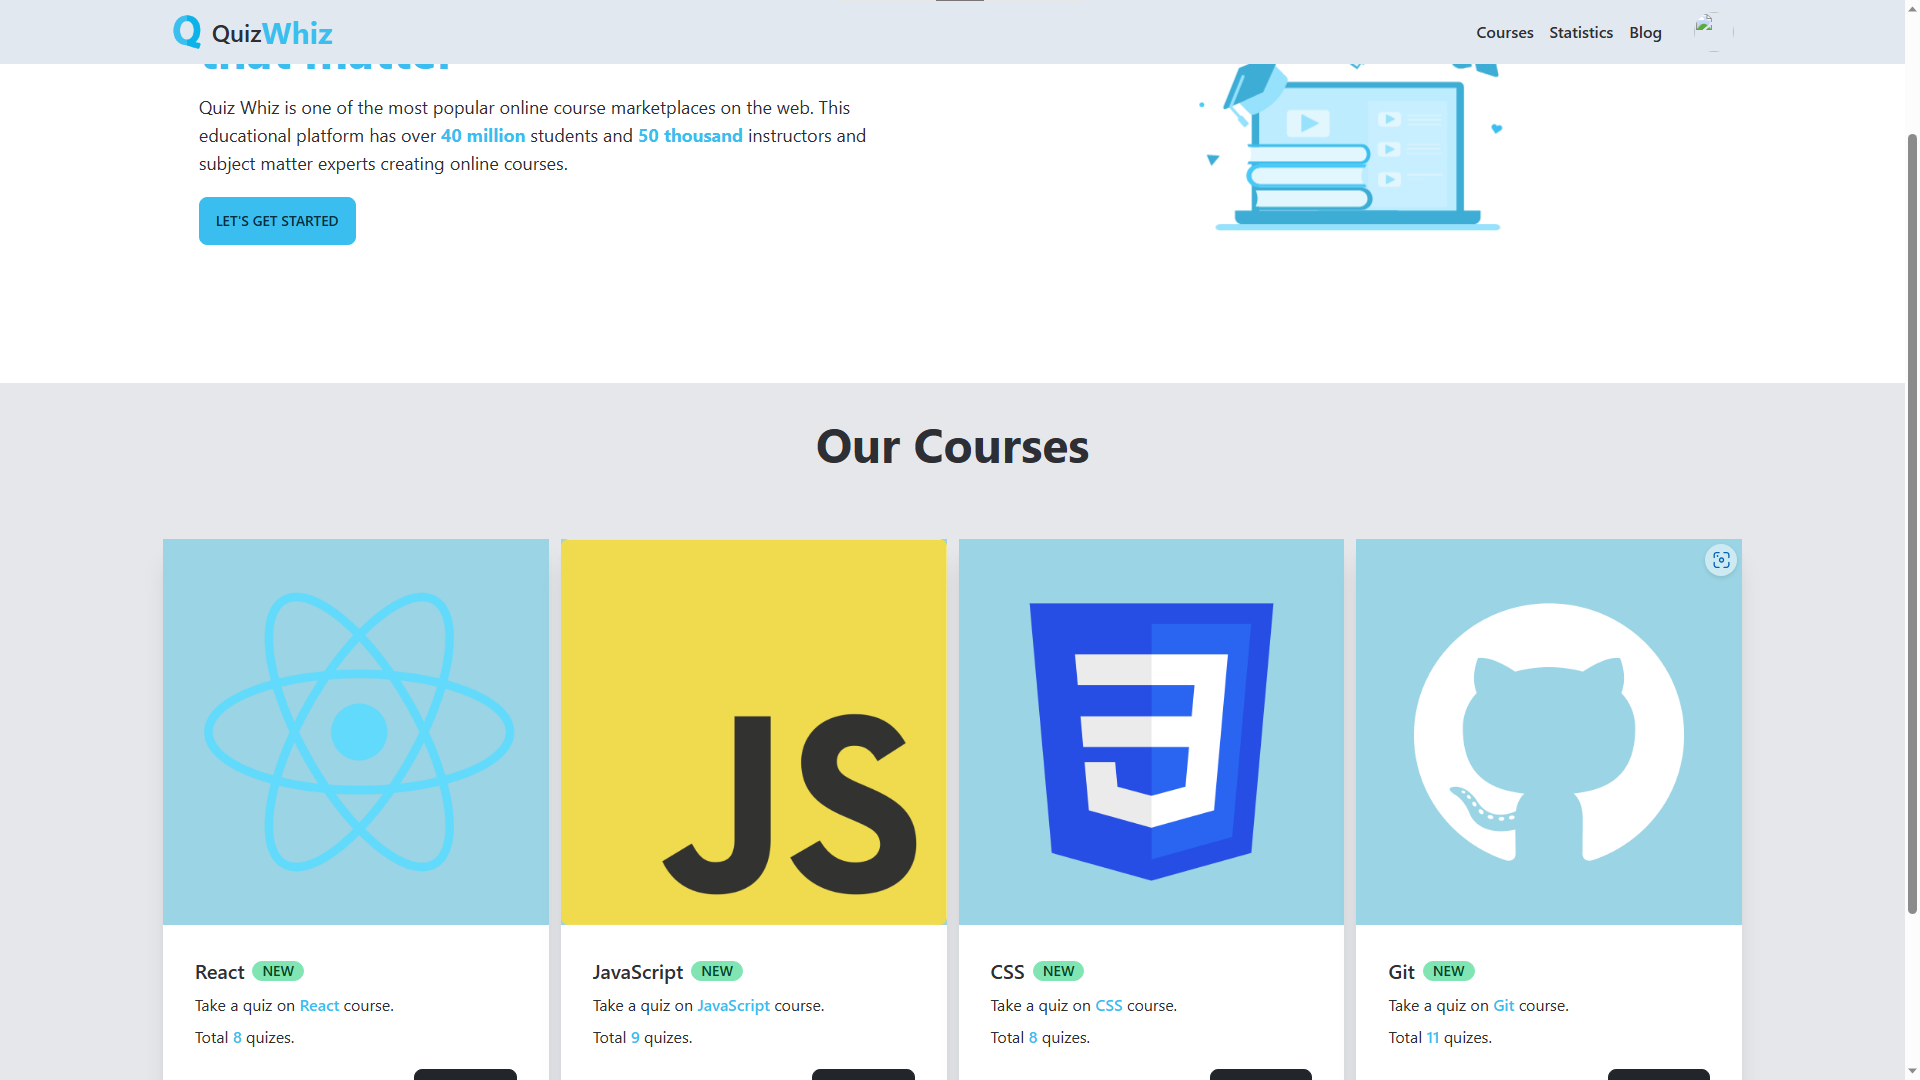 QuizWhiz
Courses Statistics Blog
that matter
Quiz Whiz is one of the most popular online course marketplaces on the web. This
educational platform has over 40 million students and 50 thousand instructors and
subject matter experts creating online courses.
LET'S GET STARTED
Our Courses
JS
React NEW
Take a quiz on React course.
Total 8 quizes.
JavaScript NEW
Take a quiz on JavaScript course.
Total 9 quizes.
CSS NEW
Take a quiz on CSS course.
Total 8 quizes.
Git NEW
Take a quiz on Git course.
Total 11 quizes.